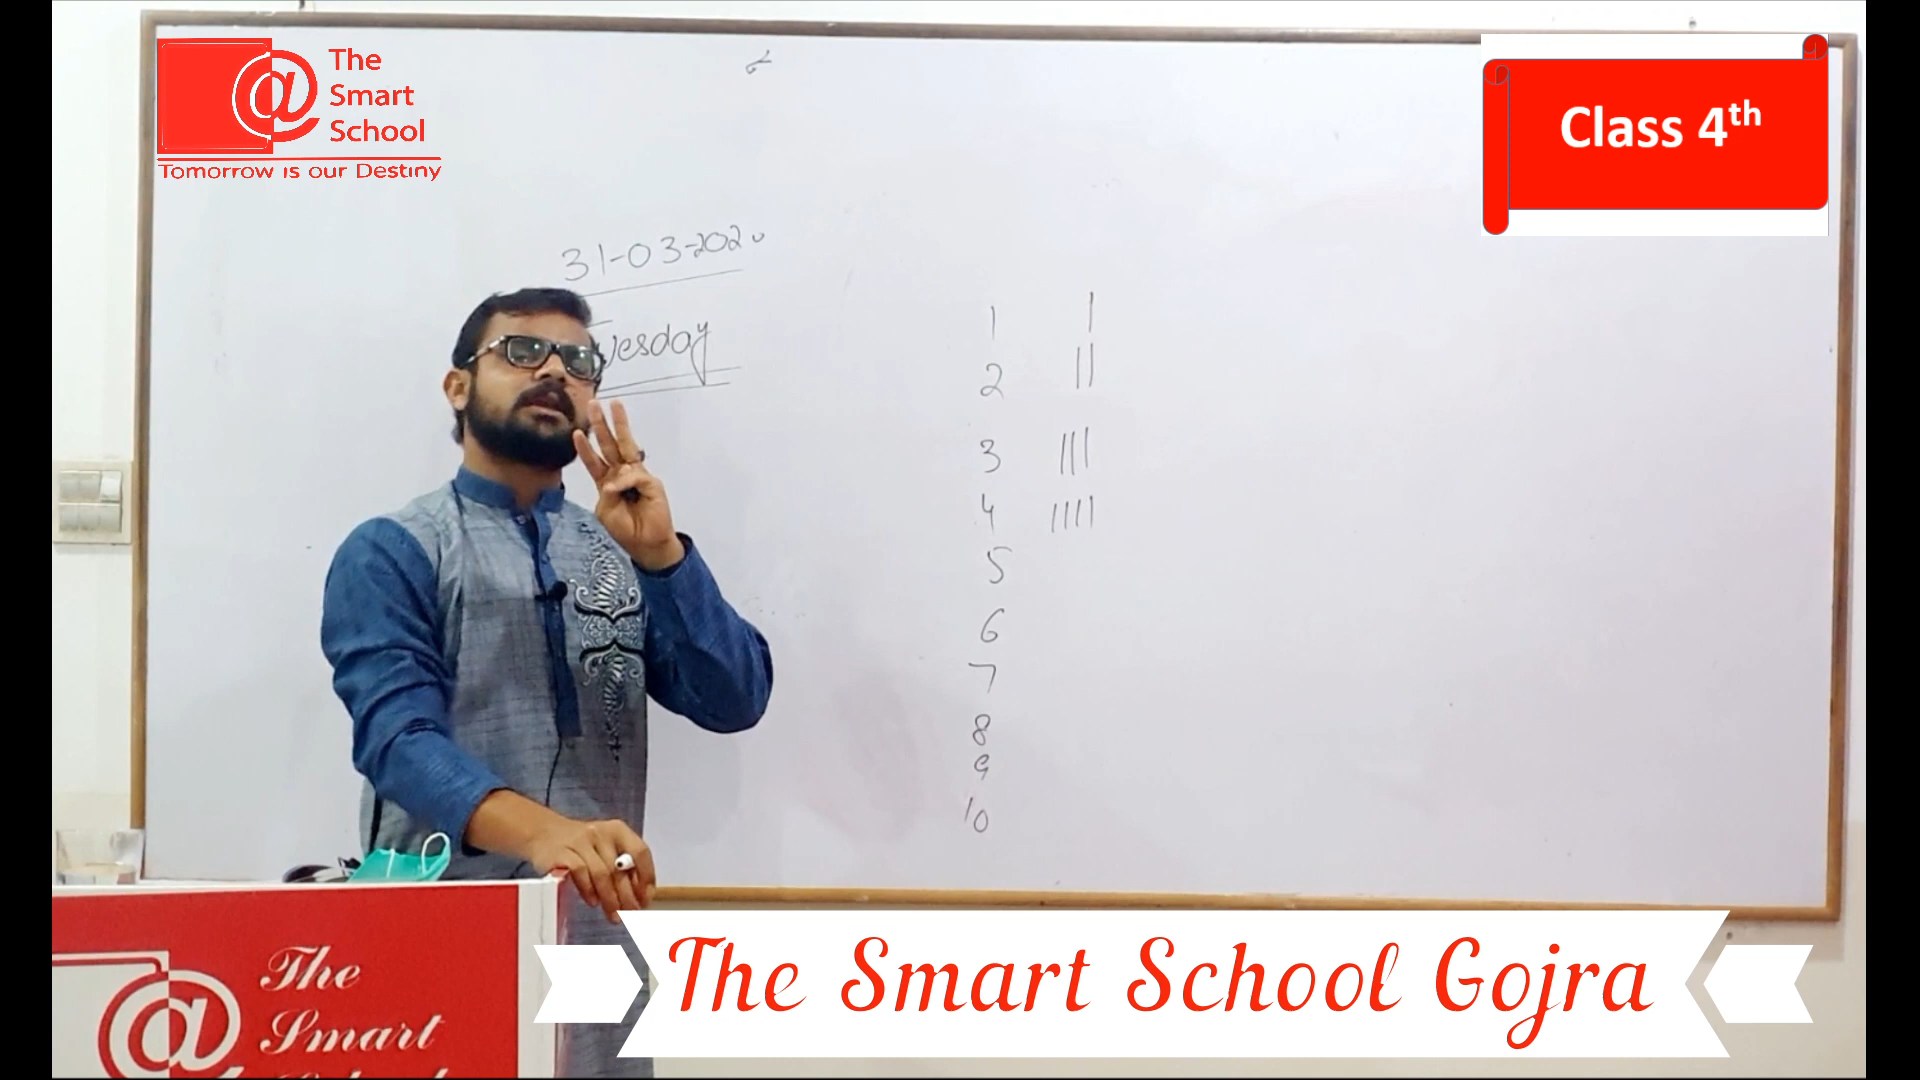 The
Smart
School
Tomorrow is our Destiny
Class 4th
31-03-2020
uesday
1 |
2 ||
3 |||
4 ||||
5
6
7
8
9
10
The
Smart
The Smart School Gojra